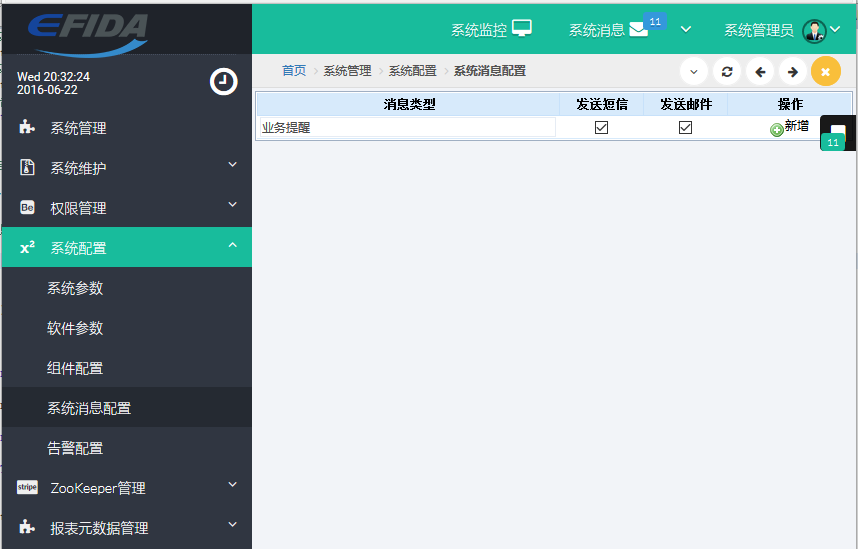 EFIDA
系统监控
系统消息 11
系统管理员
Wed 20:32:24
2016-06-22
首页 系统管理 系统配置 系统消息配置
消息类型 发送短信 发送邮件 操作
业务提醒 新增
11
系统管理
系统维护
Be 权限管理
x² 系统配置
系统参数
软件参数
组件配置
系统消息配置
告警配置
stripe ZooKeeper管理
报表元数据管理